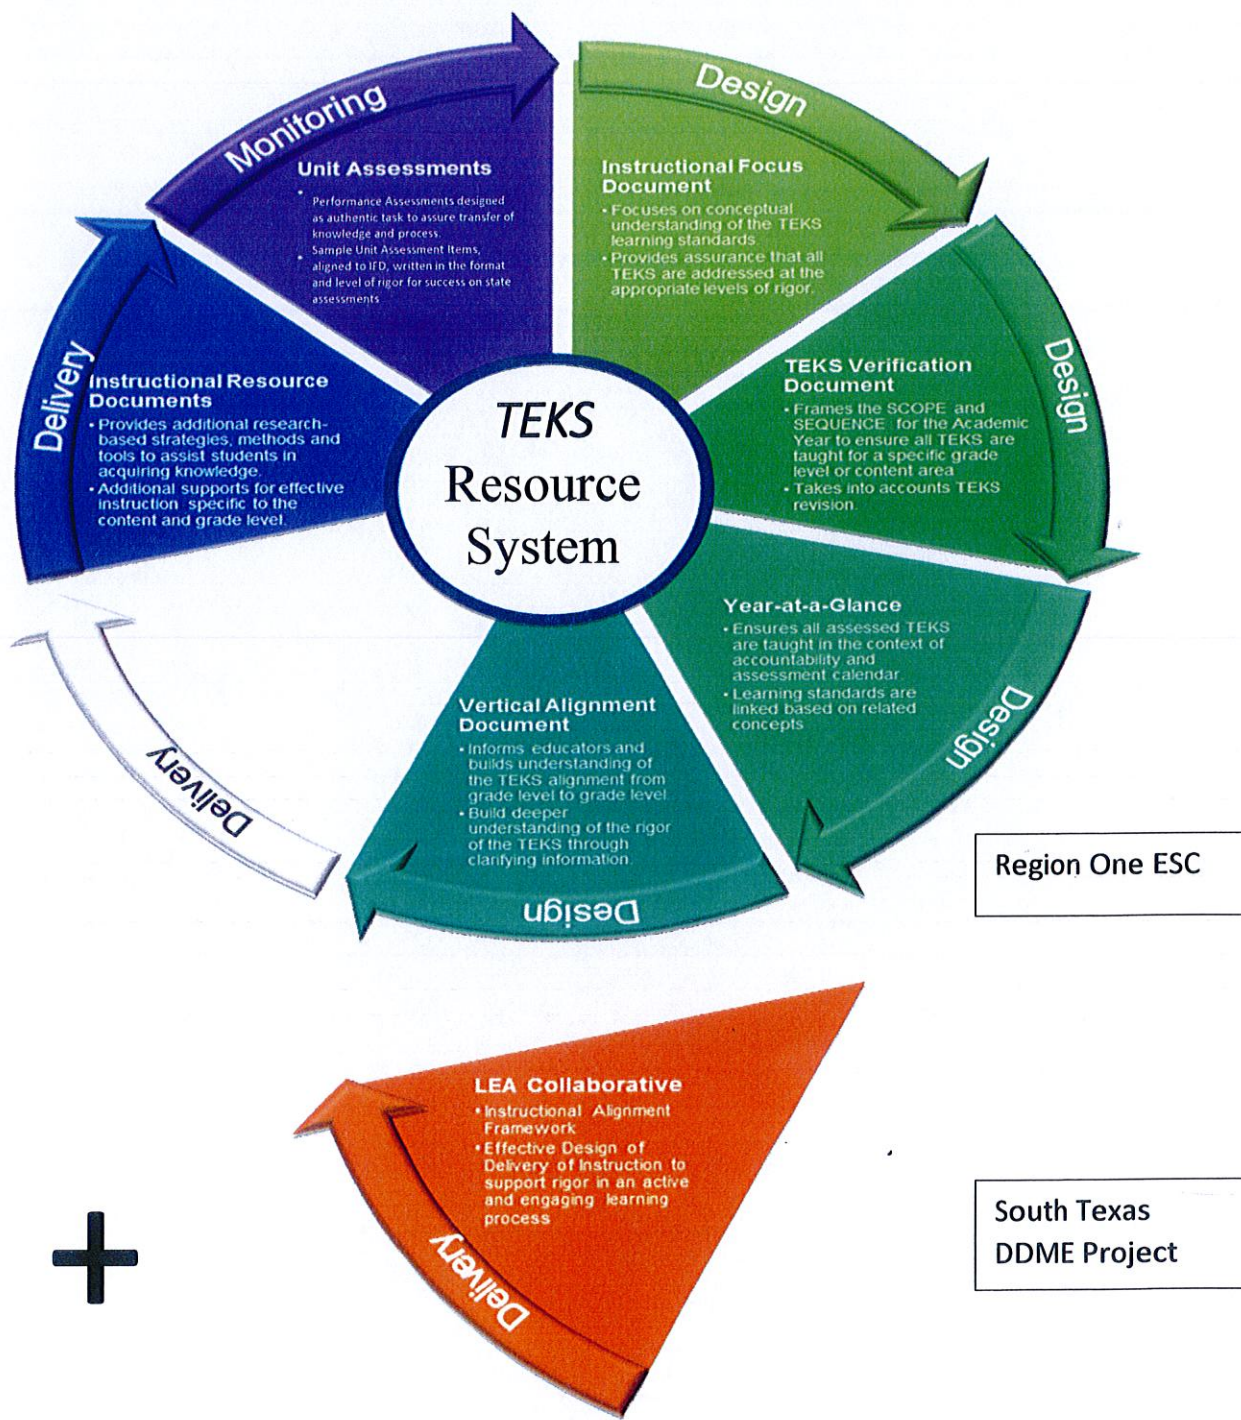 Monitoring
Unit Assessments
• Performance Assessments designed
as authentic task to assure transfer of
knowledge and process.
• Sample Unit Assessment Items,
aligned to IFD, written in the format
and level of rigor for success on state
assessments
Design
Instructional Focus
Document
• Focuses on conceptual
understanding of the TEKS
learning standards.
• Provides assurance that all
TEKS are addressed at the
appropriate levels of rigor.
Design
TEKS Verification
Document
• Frames the SCOPE and
SEQUENCE for the Academic
Year to ensure all TEKS are
taught for a specific grade
level or content area
• Takes into accounts TEKS
revision.
Design
Year-at-a-Glance
• Ensures all assessed TEKS
are taught in the context of
accountability and
assessment calendar
• Learning standards are
linked based on related
concepts
Design
Vertical Alignment
Document
• Informs educators and
builds understanding of
the TEKS alignment from
grade level to grade level.
• Build deeper
understanding of the rigor
of the TEKS through
clarifying information.
Delivery
Delivery
Instructional Resource
Documents
• Provides additional research-
based strategies, methods and
tools to assist students in
acquiring knowledge.
• Additional supports for effective
instruction specific to the
content and grade level.
TEKS
Resource
System
Region One ESC
LEA Collaborative
• Instructional Alignment
Framework
• Effective Design of
Delivery of Instruction to
support rigor in an active
and engaging learning
process
Delivery
+
South Texas
DDME Project